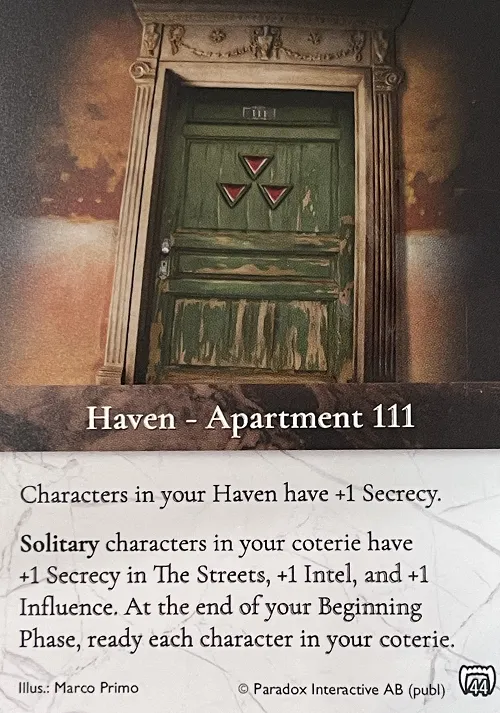 111
Haven - Apartment 111
Characters in your Haven have +1 Secrecy.
Solitary characters in your coterie have
+1 Secrecy in The Streets, +1 Intel, and +1
Influence. At the end of your Beginning
Phase, ready each character in your coterie.
Illus.: Marco Primo
© Paradox Interactive AB (publ)
44